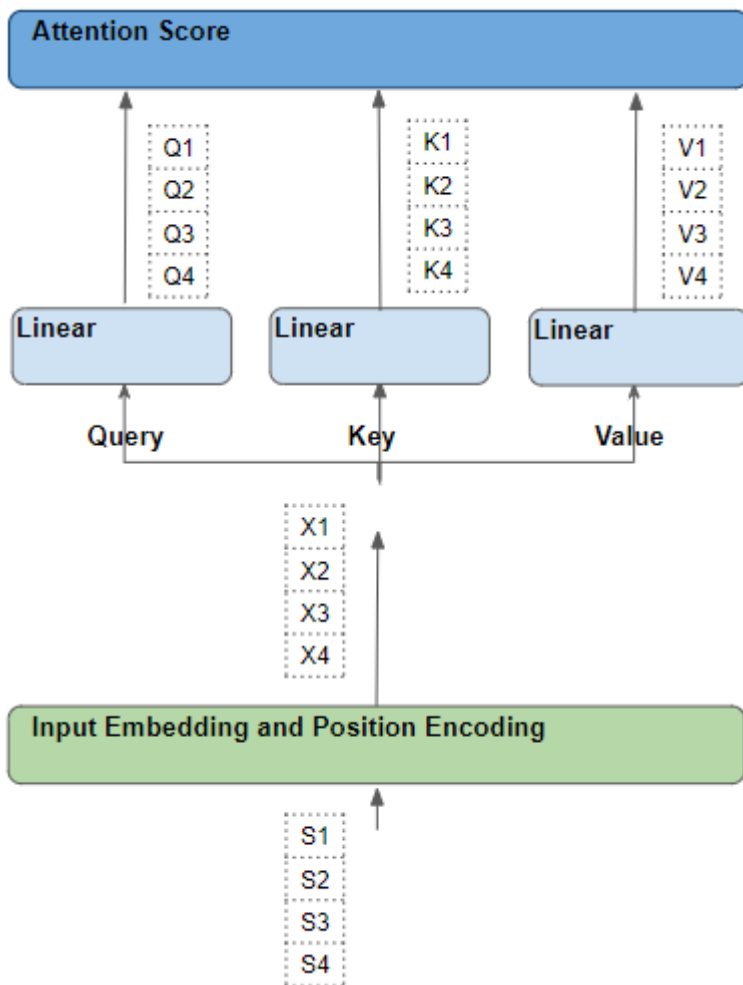 Attention Score
Q1
Q2
Q3
Q4
K1
K2
K3
K4
V1
V2
V3
V4
Linear
Linear
Linear
Query
Key
Value
X1
X2
X3
X4
Input Embedding and Position Encoding
S1
S2
S3
S4